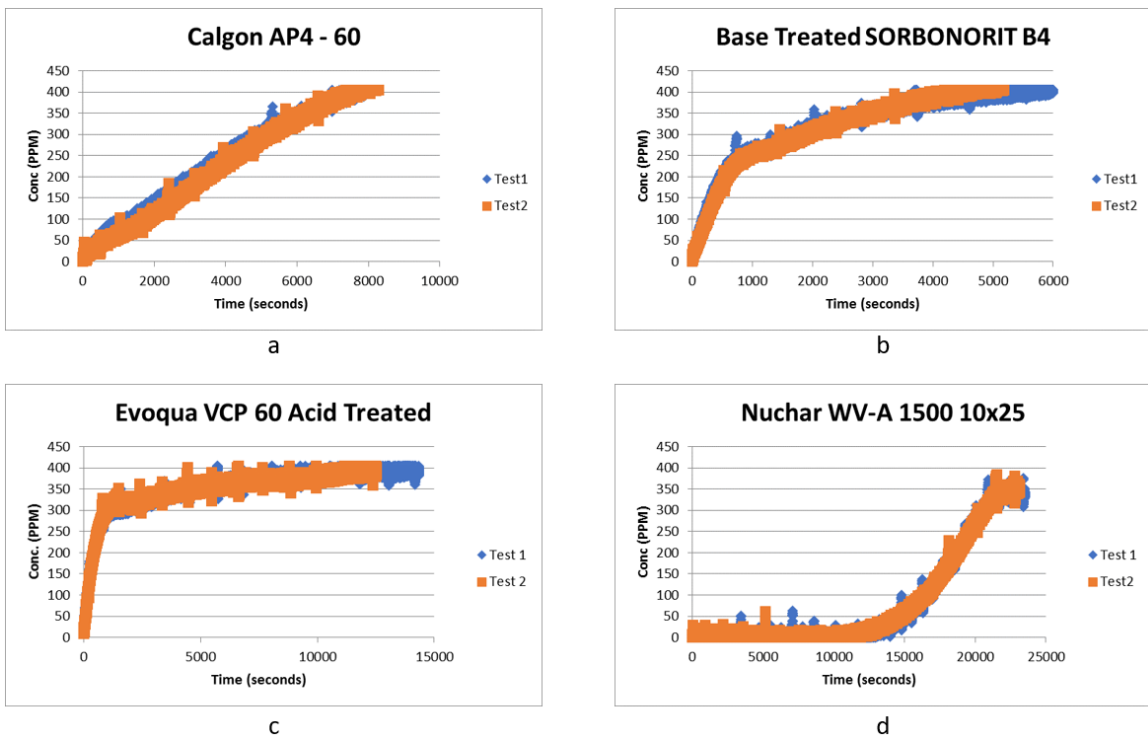 Calgon AP4 - 60
450
400
350
300
250
200
150
100
50
0
Conc (PPM)
0 2000 4000 6000 8000 10000
Time (seconds)
Test1
Test2
a
Base Treated SORBONORIT B4
450
400
350
300
250
200
150
100
50
0
Conc (PPM)
0 1000 2000 3000 4000 5000 6000
Time (seconds)
Test1
Test2
b
Evoqua VCP 60 Acid Treated
450
400
350
300
250
200
150
100
50
0
Conc. (PPM)
0 5000 10000 15000
Time (seconds)
Test 1
Test 2
c
Nuchar WV-A 1500 10x25
450
400
350
300
250
200
150
100
50
0
Conc (PPM)
0 5000 10000 15000 20000 25000
Time (seconds)
Test 1
Test2
d